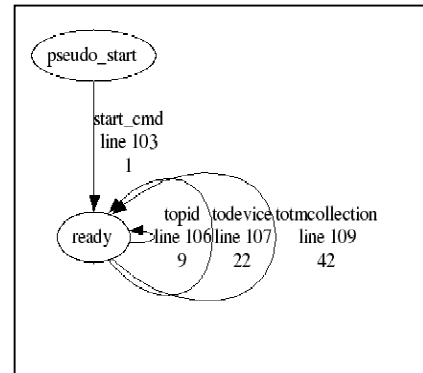 pseudo_start
start_cmd
line 103
1
ready
topid
line 106
9
todevice
line 107
22
totmcollection
line 109
42